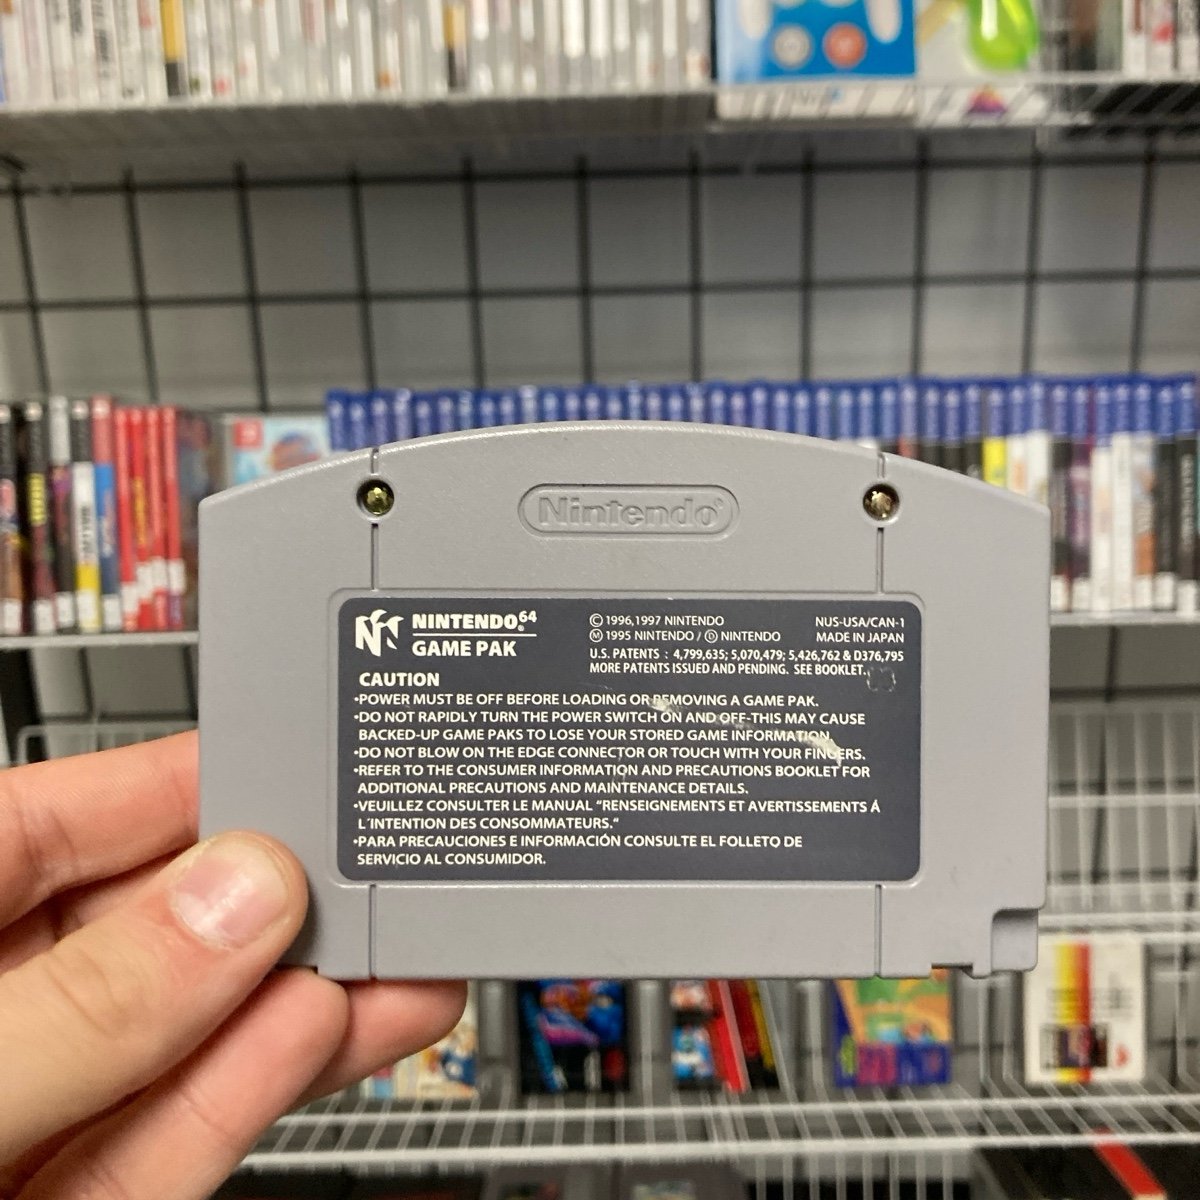 Nintendo®
NINTENDO64®
GAME PAK
©1996,1997 NINTENDO
Ⓜ 1995 NINTENDO / Ⓓ NINTENDO
NUS-USA/CAN-1
MADE IN JAPAN
U.S. PATENTS : 4,799,635; 5,070,479; 5,426,762 & D376,795
MORE PATENTS ISSUED AND PENDING. SEE BOOKLET.
CAUTION
•POWER MUST BE OFF BEFORE LOADING OR REMOVING A GAME PAK.
•DO NOT RAPIDLY TURN THE POWER SWITCH ON AND OFF-THIS MAY CAUSE
BACKED-UP GAME PAKS TO LOSE YOUR STORED GAME INFORMATION.
•DO NOT BLOW ON THE EDGE CONNECTOR OR TOUCH WITH YOUR FINGERS.
•REFER TO THE CONSUMER INFORMATION AND PRECAUTIONS BOOKLET FOR
ADDITIONAL PRECAUTIONS AND MAINTENANCE DETAILS.
•VEUILLEZ CONSULTER LE MANUAL "RENSEIGNEMENTS ET AVERTISSEMENTS Á
L'INTENTION DES CONSOMMATEURS."
•PARA PRECAUCIONES E INFORMACIÓN CONSULTE EL FOLLETO DE
SERVICIO AL CONSUMIDOR.